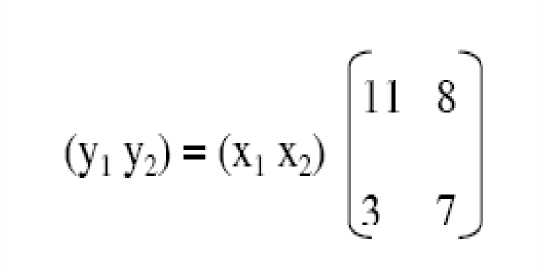 (y₁ y₂) = (x₁ x₂) ( 11 8
3 7 )